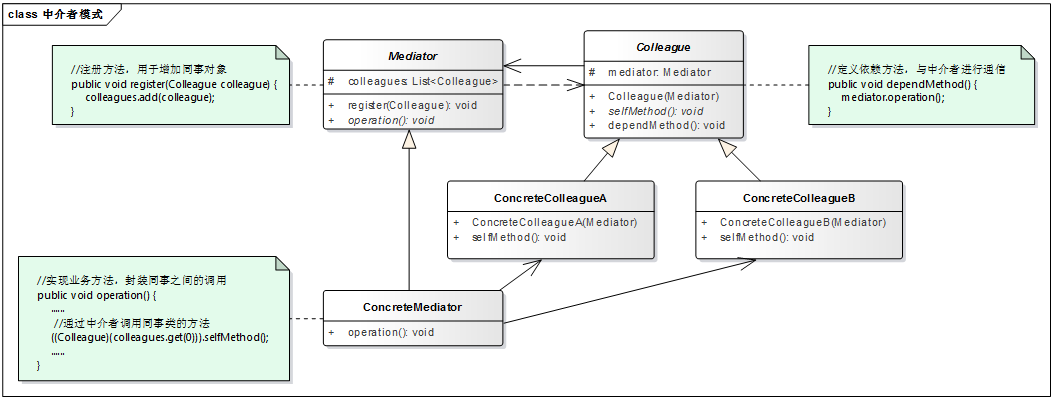 class 中介者模式
//注册方法，用于增加同事对象
public void register(Colleague colleague) {
colleagues.add(colleague);
}
Mediator
# colleagues: List<Colleague>
+ register(Colleague): void
+ operation(): void
Colleague
# mediator: Mediator
+ Colleague(Mediator)
+ selfMethod(): void
+ dependMethod(): void
//定义依赖方法，与中介者进行通信
public void dependMethod() {
mediator.operation();
}
ConcreteColleagueA
+ ConcreteColleagueA(Mediator)
+ selfMethod(): void
ConcreteColleagueB
+ ConcreteColleagueB(Mediator)
+ selfMethod(): void
//实现业务方法，封装同事之间的调用
public void operation() {
......
//通过中介者调用同事类的方法
((Colleague)(colleagues.get(0))).selfMethod();
......
}
ConcreteMediator
+ operation(): void